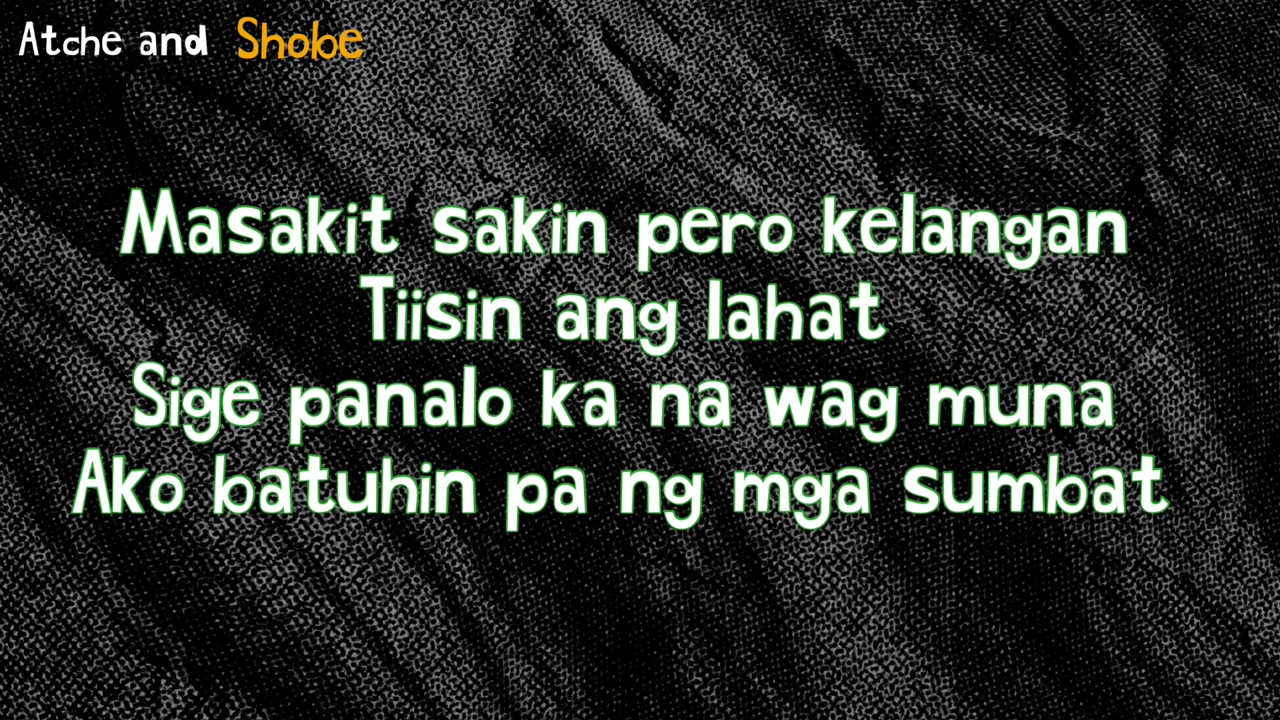 Atche and Shobe
Masakit sakin pero kelangan
Tiisin ang lahat
Sige panalo ka na wag muna
Ako batuhin pa ng mga sumbat